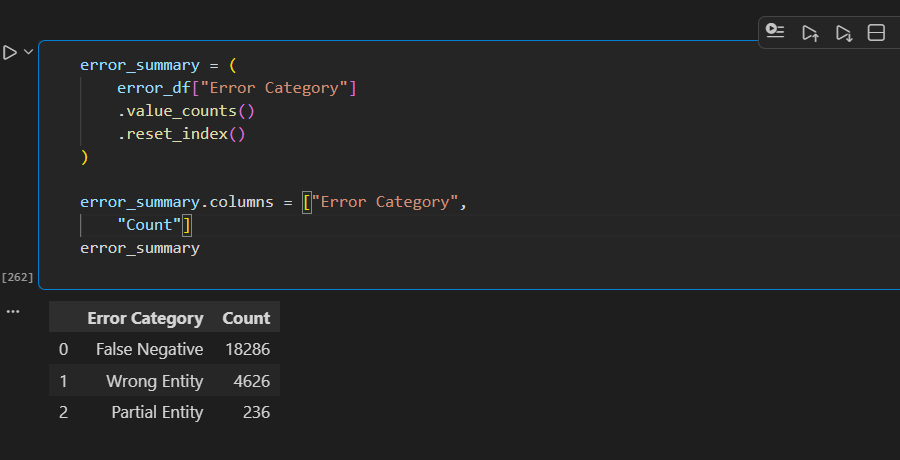 error_summary = (
    error_df["Error Category"]
    .value_counts()
    .reset_index()
)
error_summary.columns = ["Error Category",
    "Count"]
error_summary
[262]
...
Error Category Count
0 False Negative 18286
1 Wrong Entity 4626
2 Partial Entity 236